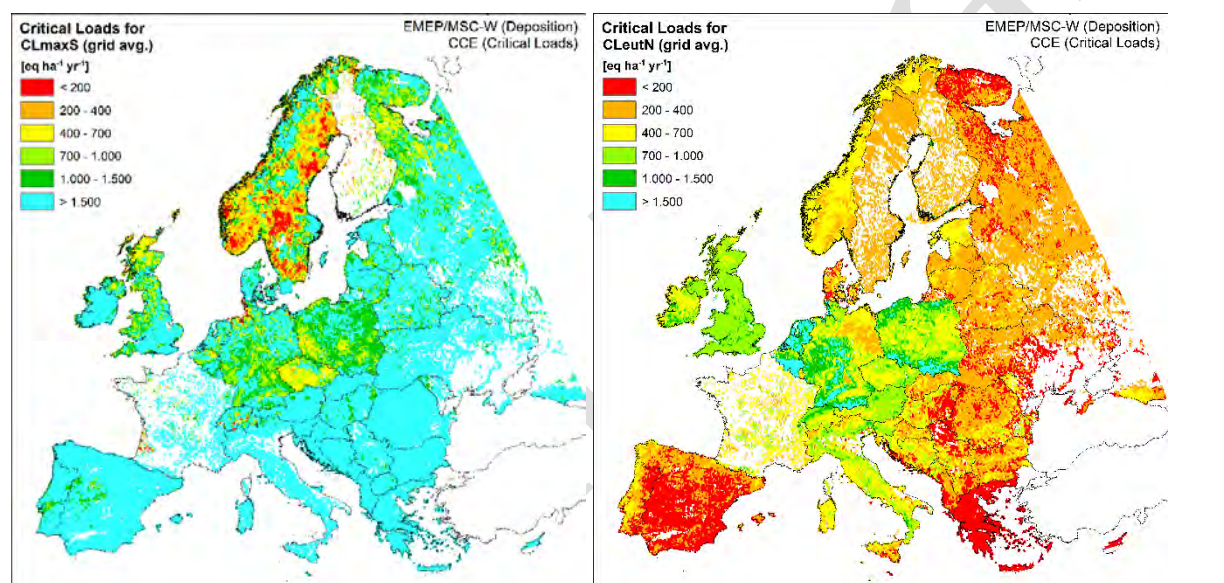 Critical Loads for
CLmaxS (grid avg.)
[eq ha⁻¹ yr⁻¹]
< 200
200 - 400
400 - 700
700 - 1.000
1.000 - 1.500
> 1.500
EMEP/MSC-W (Deposition)
CCE (Critical Loads)
Critical Loads for
CLeutN (grid avg.)
[eq ha⁻¹ yr⁻¹]
< 200
200 - 400
400 - 700
700 - 1.000
1.000 - 1.500
> 1.500
EMEP/MSC-W (Deposition)
CCE (Critical Loads)